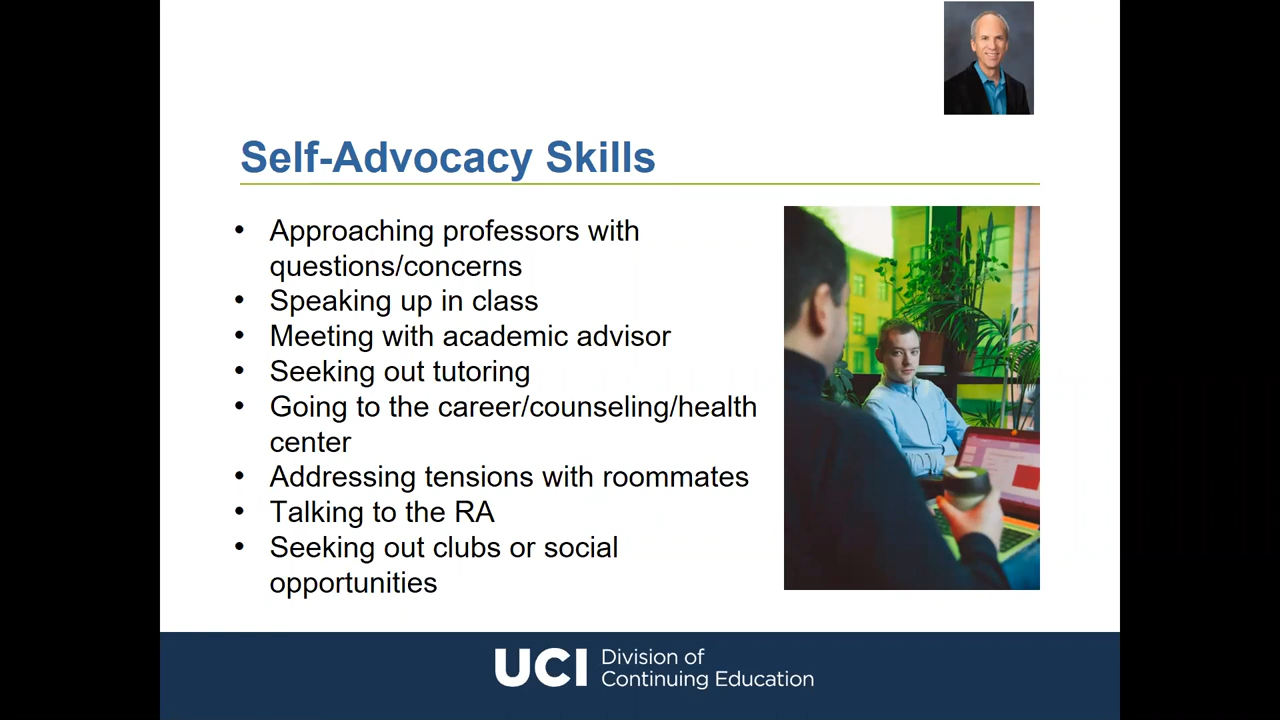 Self-Advocacy Skills
• Approaching professors with
questions/concerns
• Speaking up in class
• Meeting with academic advisor
• Seeking out tutoring
• Going to the career/counseling/health
center
• Addressing tensions with roommates
• Talking to the RA
• Seeking out clubs or social
opportunities
UCI Division of
Continuing Education